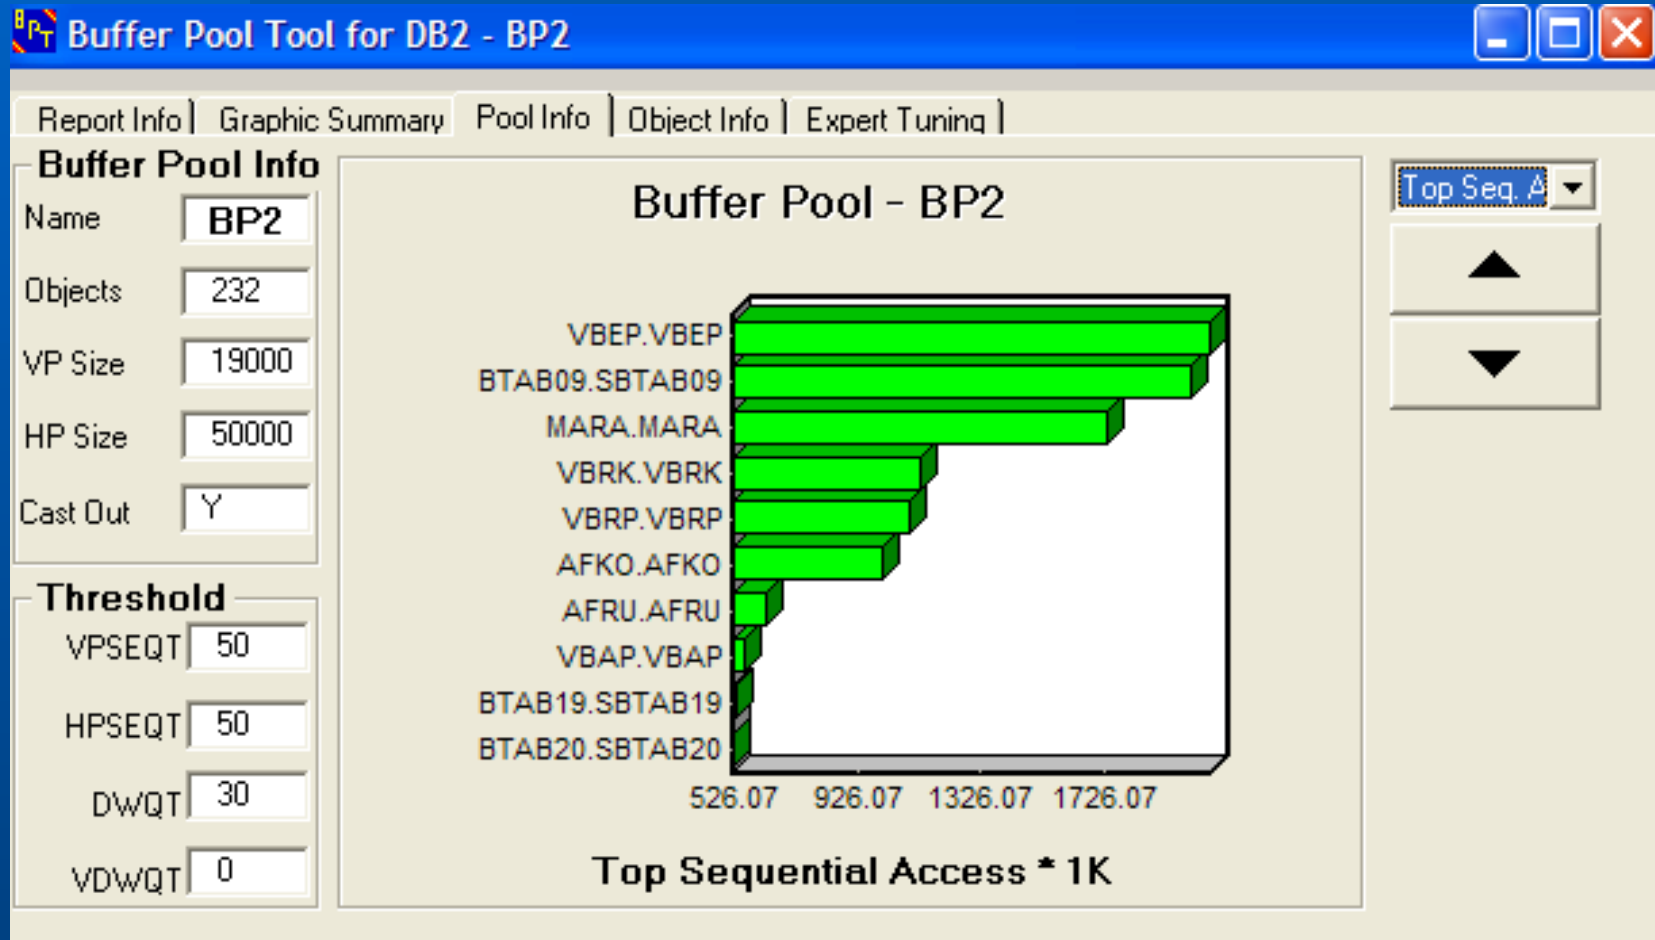 BPT Buffer Pool Tool for DB2 - BP2
Report Info Graphic Summary Pool Info Object Info Expert Tuning
Buffer Pool Info
Name BP2
Objects 232
VP Size 19000
HP Size 50000
Cast Out Y
Threshold
VPSEQT 50
HPSEQT 50
DWQT 30
VDWQT 0
Buffer Pool - BP2
VBEP.VBEP
BTAB09.SBTAB09
MARA.MARA
VBRK.VBRK
VBRP.VBRP
AFKO.AFKO
AFRU.AFRU
VBAP.VBAP
BTAB19.SBTAB19
BTAB20.SBTAB20
526.07 926.07 1326.07 1726.07
Top Sequential Access * 1K
Top Seq. A